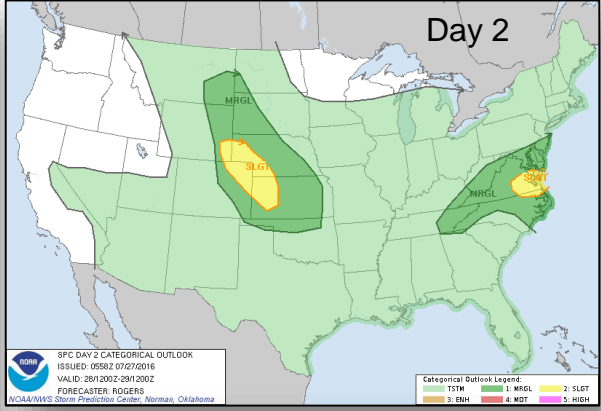 Day 2
MRGL
SLGT
SLGT
MRGL
NOAA
SPC DAY 2 CATEGORICAL OUTLOOK
ISSUED: 0558Z 07/27/2016
VALID: 28/1200Z-29/1200Z
FORECASTER: ROGERS
NOAA/NWS Storm Prediction Center, Norman, Oklahoma
Categorical Outlook Legend:
TSTM 1: MRGL 2: SLGT
3: ENH 4: MDT 5: HIGH